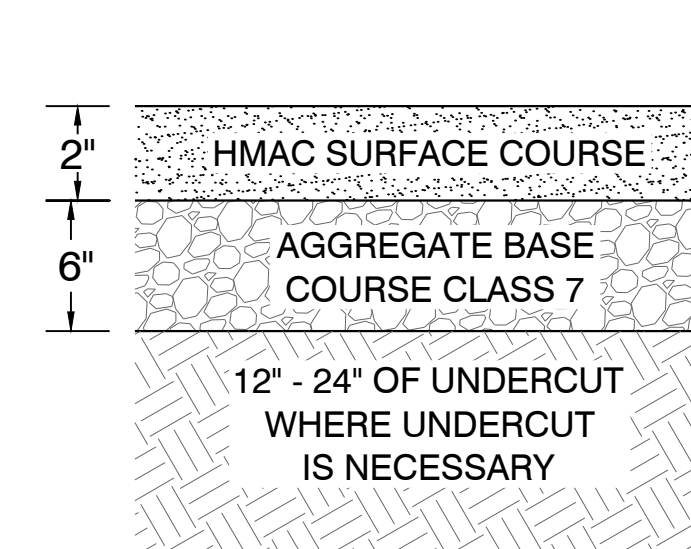 2"
HMAC SURFACE COURSE
6"
AGGREGATE BASE
COURSE CLASS 7
12" - 24" OF UNDERCUT
WHERE UNDERCUT
IS NECESSARY